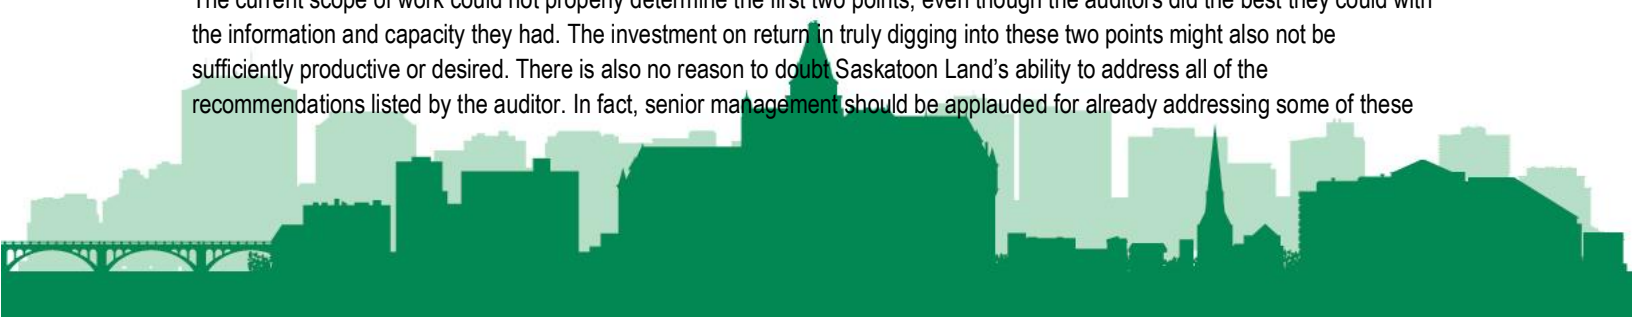 The current scope of work could not properly determine the first two points, even though the auditors did the best they could with
the information and capacity they had. The investment on return in truly digging into these two points might also not be
sufficiently productive or desired. There is also no reason to doubt Saskatoon Land’s ability to address all of the
recommendations listed by the auditor. In fact, senior management should be applauded for already addressing some of these